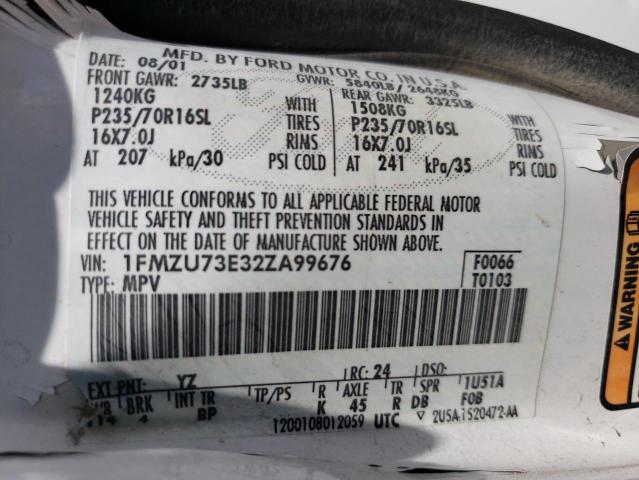 MFD. BY FORD MOTOR CO. IN U.S.A.
DATE: 08/01 GVWR: 5840LB / 2648KG
FRONT GAWR: 2735LB REAR GAWR: 3325LB
1240KG WITH 1508KG WITH
P235/70R16SL TIRES P235/70R16SL TIRES
16X7.0J RIMS 16X7.0J RIMS
AT 207 kPa/30 PSI COLD AT 241 kPa/35 PSI COLD
THIS VEHICLE CONFORMS TO ALL APPLICABLE FEDERAL MOTOR
VEHICLE SAFETY AND THEFT PREVENTION STANDARDS IN
EFFECT ON THE DATE OF MANUFACTURE SHOWN ABOVE.
VIN: 1FMZU73E32ZA99676 F0066
TYPE: MPV T0103
EXT PNT: YZ RC: 24 DSO:
WB BRK INT TR TP/PS R AXLE TR SPR 1U51A
114 4 BP K 45 R DB FOB
1200108012059 UTC 2U5A-1520472-AA
WARNING